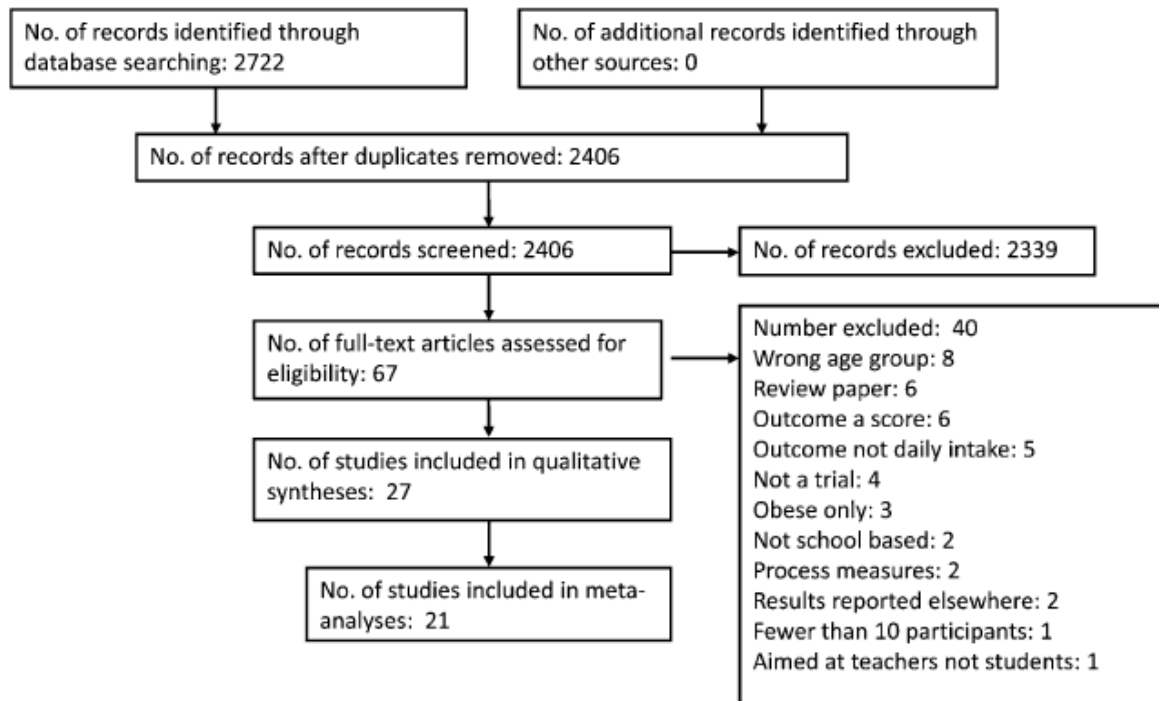 No. of records identified through
database searching: 2722
No. of additional records identified through
other sources: 0
No. of records after duplicates removed: 2406
No. of records screened: 2406
No. of records excluded: 2339
No. of full-text articles assessed for
eligibility: 67
Number excluded:  40
Wrong age group: 8
Review paper: 6
Outcome a score: 6
Outcome not daily intake: 5
Not a trial: 4
Obese only: 3
Not school based: 2
Process measures: 2
Results reported elsewhere: 2
Fewer than 10 participants: 1
Aimed at teachers not students: 1
No. of studies included in qualitative
syntheses:  27
No. of studies included in meta-
analyses:  21